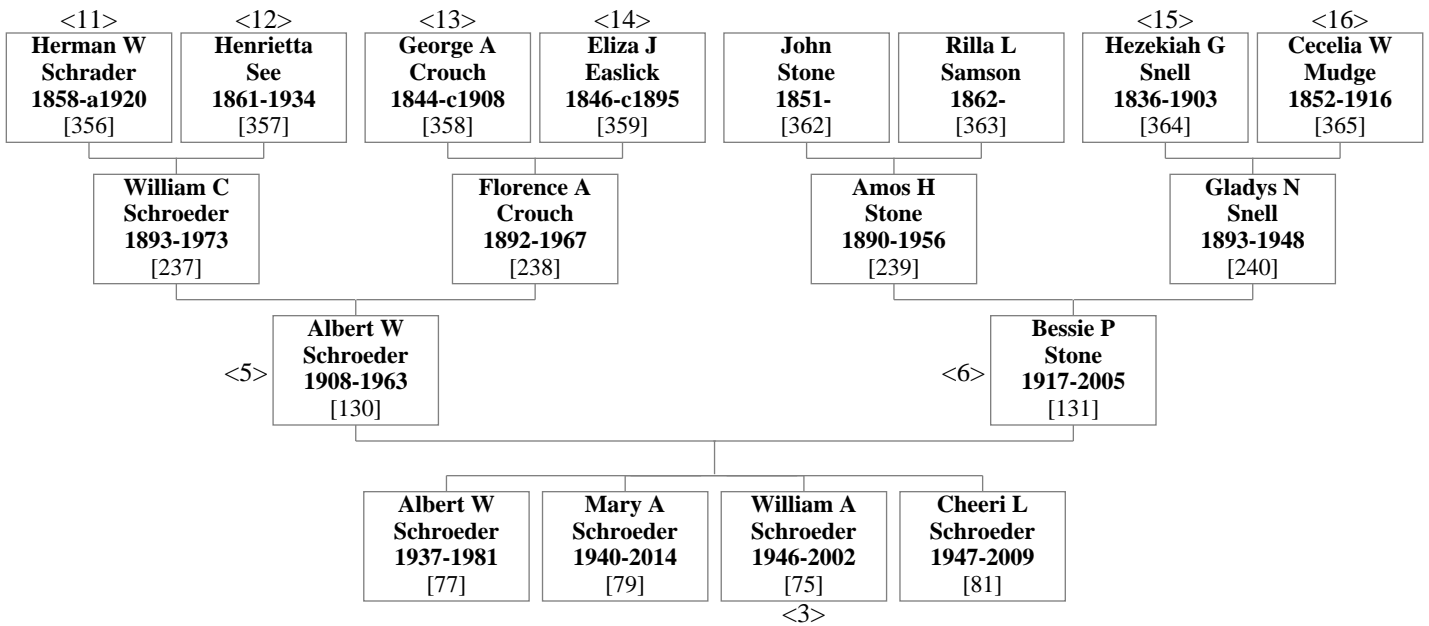 <11>
Herman W
Schrader
1858-a1920
[356]
<12>
Henrietta
See
1861-1934
[357]
<13>
George A
Crouch
1844-c1908
[358]
<14>
Eliza J
Easlick
1846-c1895
[359]
John
Stone
1851-
[362]
Rilla L
Samson
1862-
[363]
<15>
Hezekiah G
Snell
1836-1903
[364]
<16>
Cecelia W
Mudge
1852-1916
[365]
William C
Schroeder
1893-1973
[237]
Florence A
Crouch
1892-1967
[238]
Amos H
Stone
1890-1956
[239]
Gladys N
Snell
1893-1948
[240]
<5>
Albert W
Schroeder
1908-1963
[130]
<6>
Bessie P
Stone
1917-2005
[131]
Albert W
Schroeder
1937-1981
[77]
Mary A
Schroeder
1940-2014
[79]
William A
Schroeder
1946-2002
[75]
<3>
Cheeri L
Schroeder
1947-2009
[81]